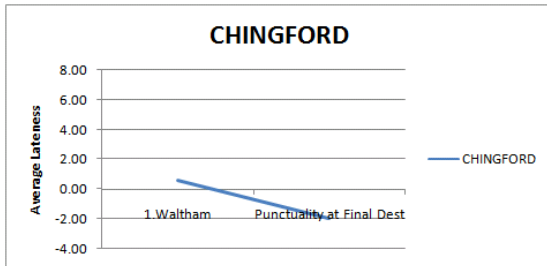 CHINGFORD
8.00
6.00
4.00
2.00
0.00
-2.00
-4.00
Average Lateness
1.Waltham
Punctuality at Final Dest
CHINGFORD